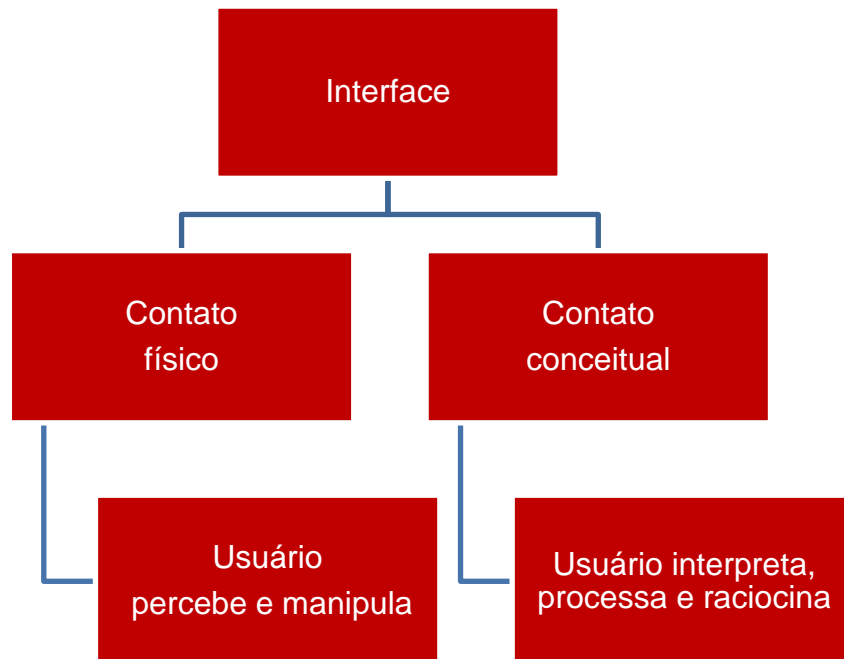 Interface
Contato
físico
Contato
conceitual
Usuário
percebe e manipula
Usuário interpreta,
processa e raciocina